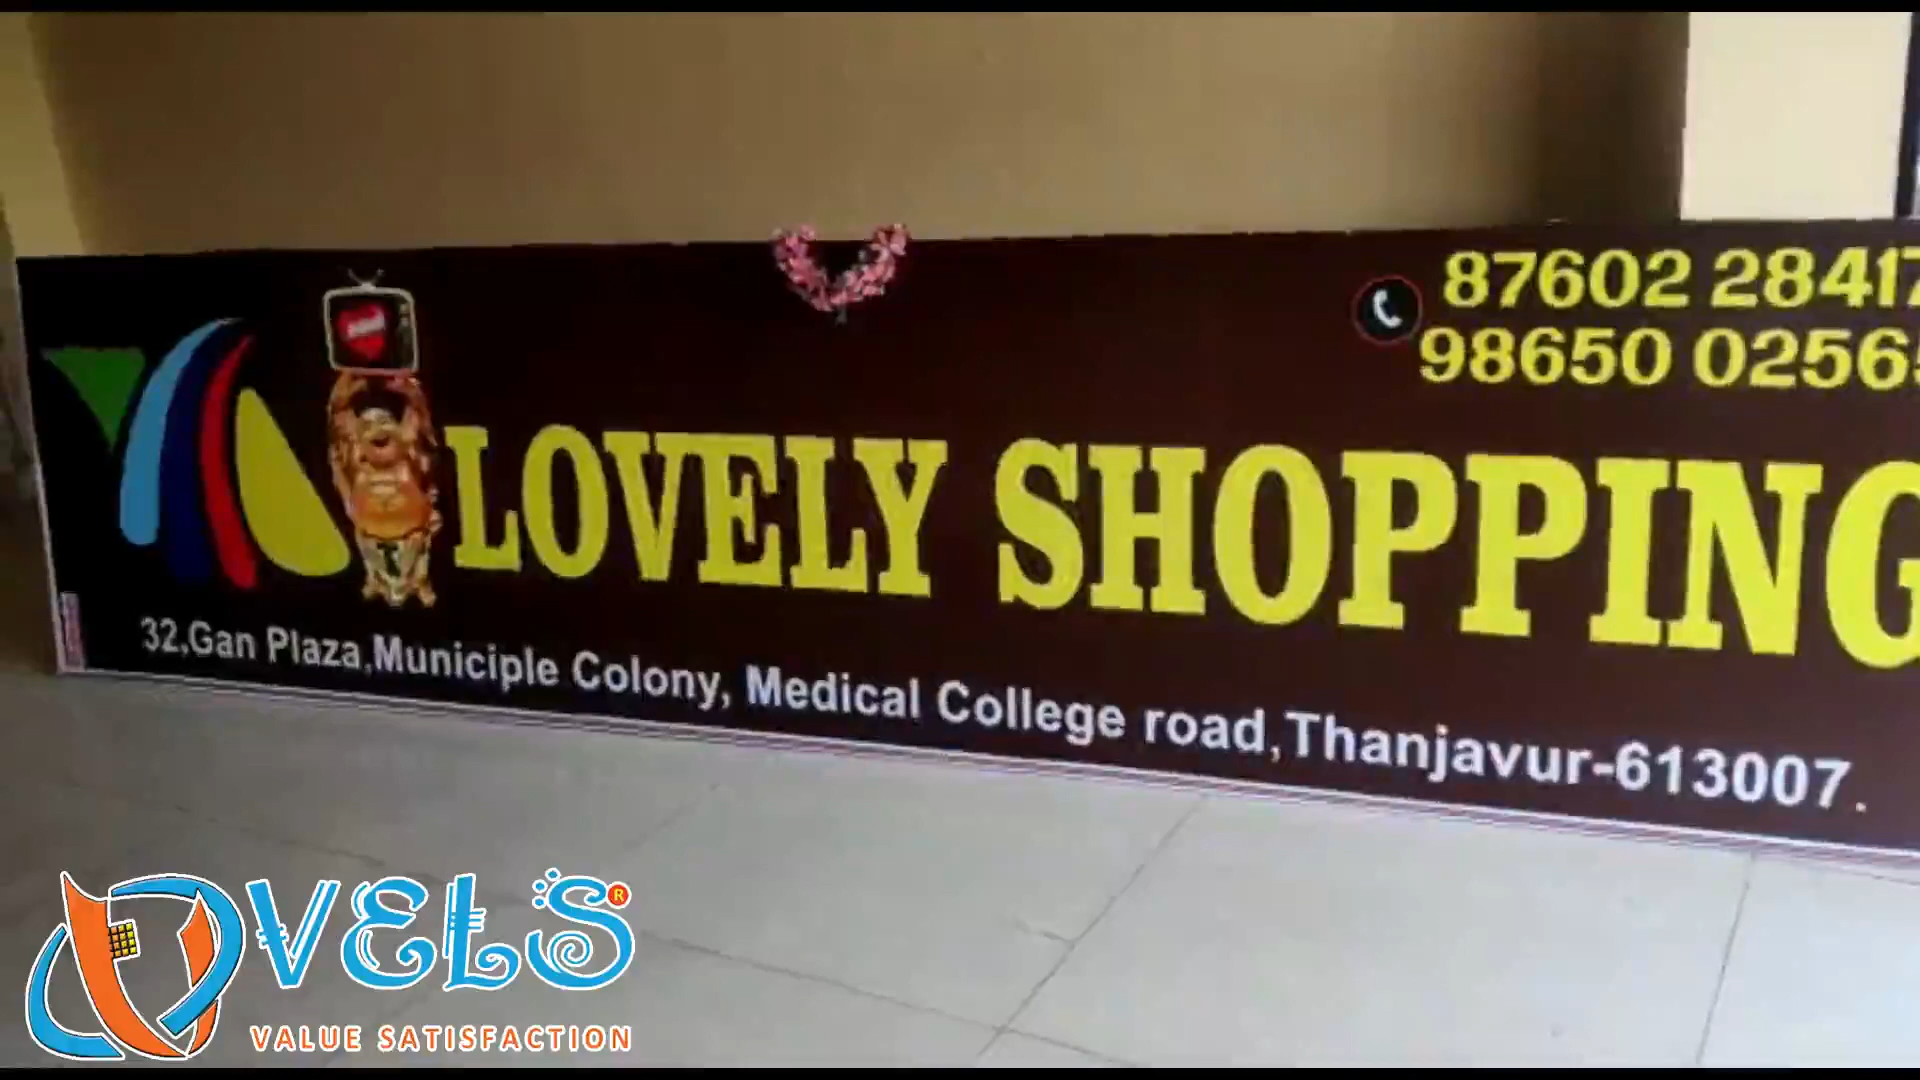 87602 28417
98650 0256
LOVELY SHOPPING
32,Gan Plaza,Municiple Colony, Medical College road,Thanjavur-613007.
VELS ®
VALUE SATISFACTION